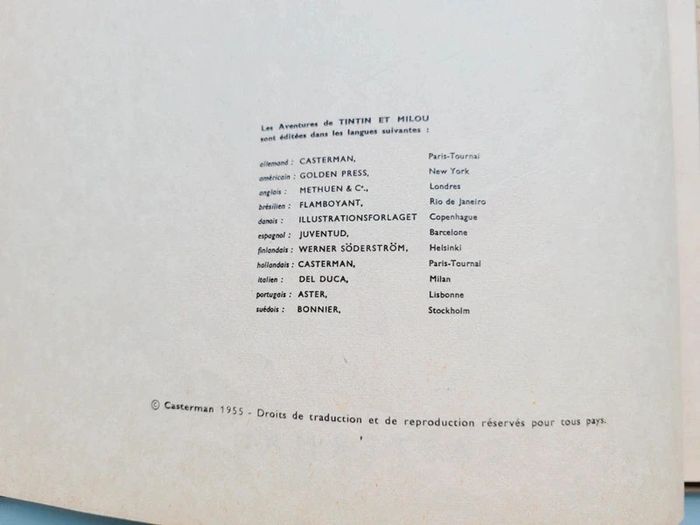 Les Aventures de TINTIN ET MILOU
sont éditées dans les langues suivantes :
allemand : CASTERMAN, Paris-Tournai
américain : GOLDEN PRESS, New York
anglais : METHUEN & Cº., Londres
brésilien : FLAMBOYANT, Rio de Janeiro
danois : ILLUSTRATIONSFORLAGET Copenhague
espagnol : JUVENTUD, Barcelone
finlandais : WERNER SÖDERSTRÖM, Helsinki
hollandais : CASTERMAN, Paris-Tournai
italien : DEL DUCA, Milan
portugais : ASTER, Lisbonne
suédois : BONNIER, Stockholm
© Casterman 1955 - Droits de traduction et de reproduction réservés pour tous pays.